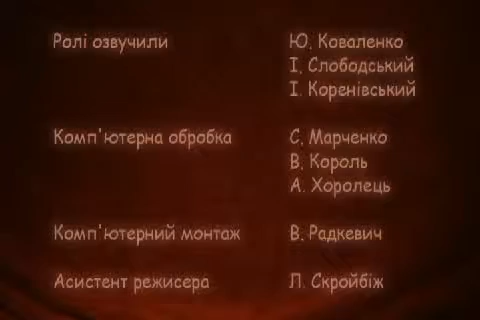 Ролі озвучили Ю. Коваленко
І. Слободський
І. Коренівський
Комп'ютерна обробка С. Марченко
В. Король
А. Хоролець
Комп'ютерний монтаж В. Радкевич
Асистент режисера Л. Скройбіж